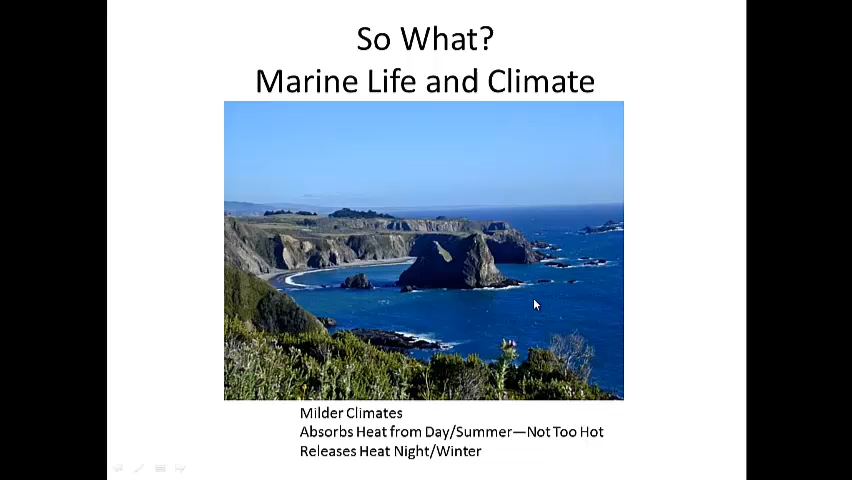 So What?
Marine Life and Climate
Milder Climates
Absorbs Heat from Day/Summer—Not Too Hot
Releases Heat Night/Winter